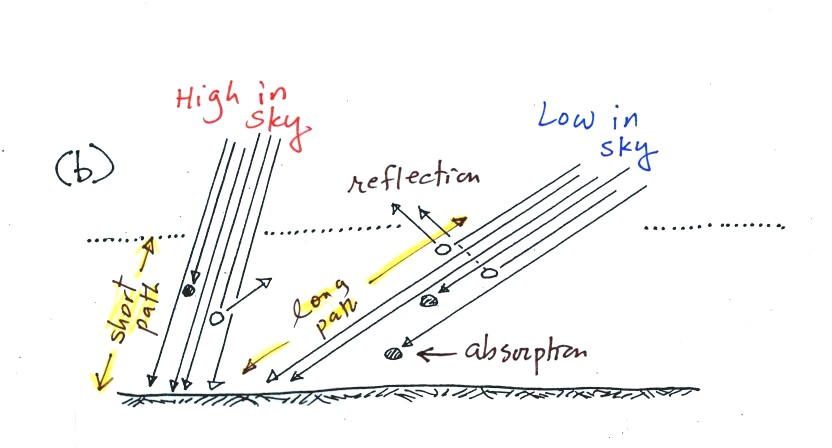 High in
sky
Low in
sky
(b)
reflection
short
path
long
path
absorption